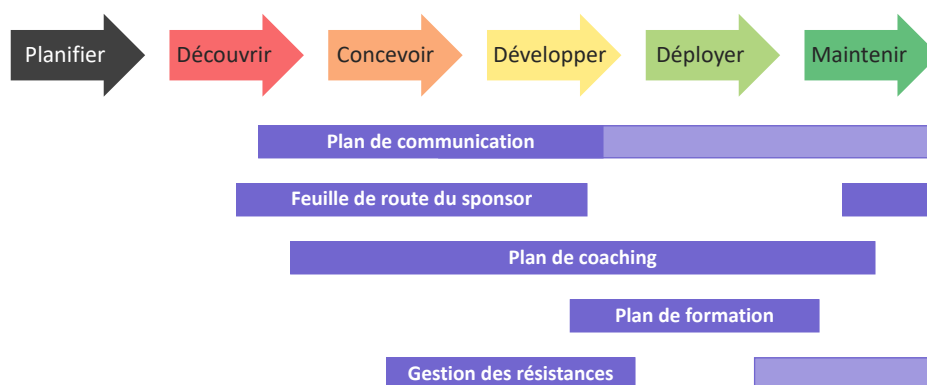 Planifier
Découvrir
Concevoir
Développer
Déployer
Maintenir
Plan de communication
Feuille de route du sponsor
Plan de coaching
Plan de formation
Gestion des résistances